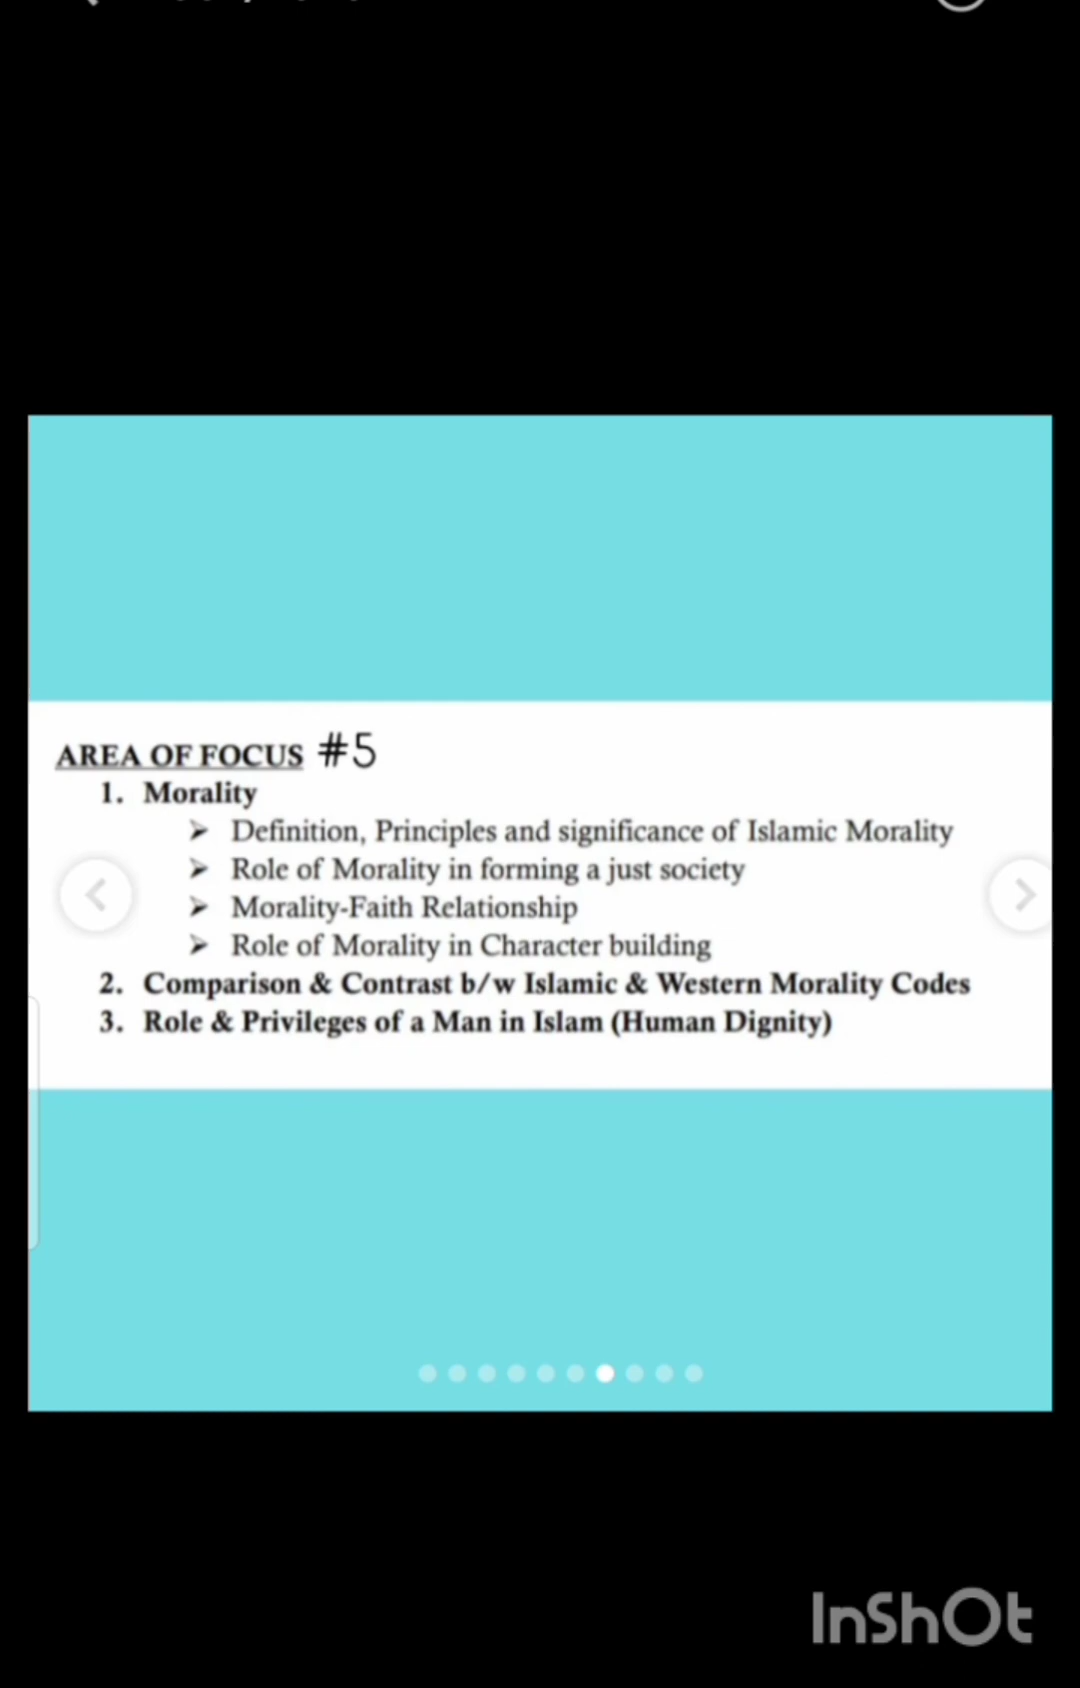 AREA OF FOCUS #5
1. Morality
➢ Definition, Principles and significance of Islamic Morality
➢ Role of Morality in forming a just society
➢ Morality-Faith Relationship
➢ Role of Morality in Character building
2. Comparison & Contrast b/w Islamic & Western Morality Codes
3. Role & Privileges of a Man in Islam (Human Dignity)
InShOt